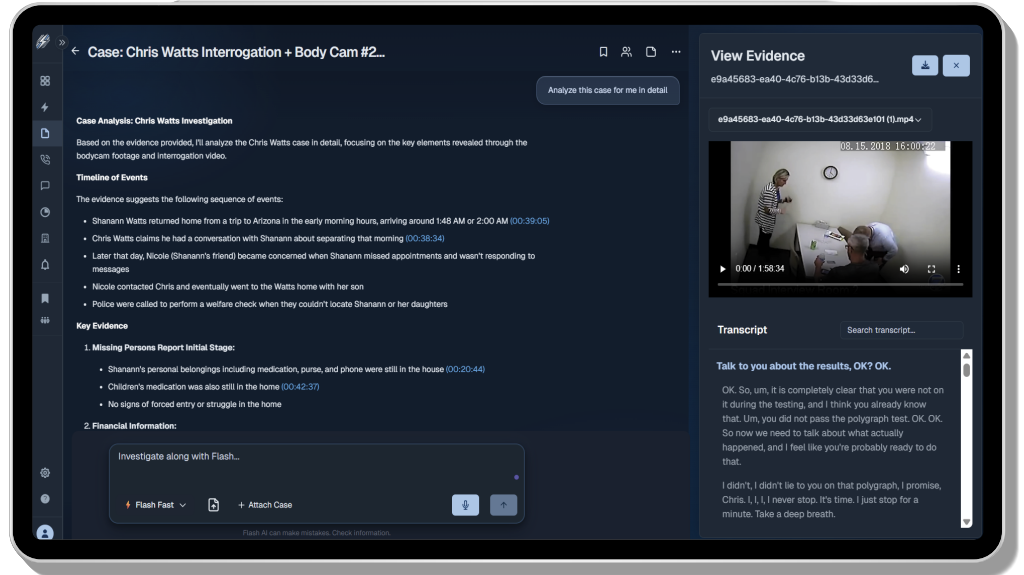 Case: Chris Watts Interrogation + Body Cam #2...
Analyze this case for me in detail
Case Analysis: Chris Watts Investigation
Based on the evidence provided, I'll analyze the Chris Watts case in detail, focusing on the key elements revealed through the
bodycam footage and interrogation video.
Timeline of Events
The evidence suggests the following sequence of events:
• Shanann Watts returned home from a trip to Arizona in the early morning hours, arriving around 1:48 AM or 2:00 AM (00:39:05)
• Chris Watts claims he had a conversation with Shanann about separating that morning (00:38:34)
• Later that day, Nicole (Shanann's friend) became concerned when Shanann missed appointments and wasn't responding to
messages
• Nicole contacted Chris and eventually went to the Watts home with her son
• Police were called to perform a welfare check when they couldn't locate Shanann or her daughters
Key Evidence
1. Missing Persons Report Initial Stage:
• Shanann's personal belongings including medication, purse, and phone were still in the house (00:20:44)
• Children's medication was also still in the home (00:42:37)
• No signs of forced entry or struggle in the home
2. Financial Information:
Investigate along with Flash...
Flash Fast
+ Attach Case
Flash AI can make mistakes. Check information.
View Evidence
e9a45683-ea40-4c76-b13b-43d33d6...
e9a45683-ea40-4c76-b13b-43d33d63e101 (1).mp4
08.15.2018 16:00:22
0:00 / 1:58:34
Transcript
Search transcript...
Talk to you about the results, OK? OK.
OK. So, um, it is completely clear that you were not on
it during the testing, and I think you already know
that. Um, you did not pass the polygraph test. OK. OK.
So now we need to talk about what actually
happened, and I feel like you're probably ready to do
that.
I didn't, I didn't lie to you on that polygraph, I promise,
Chris. I, I, I, I never stop. It's time. I just stop for a
minute. Take a deep breath.